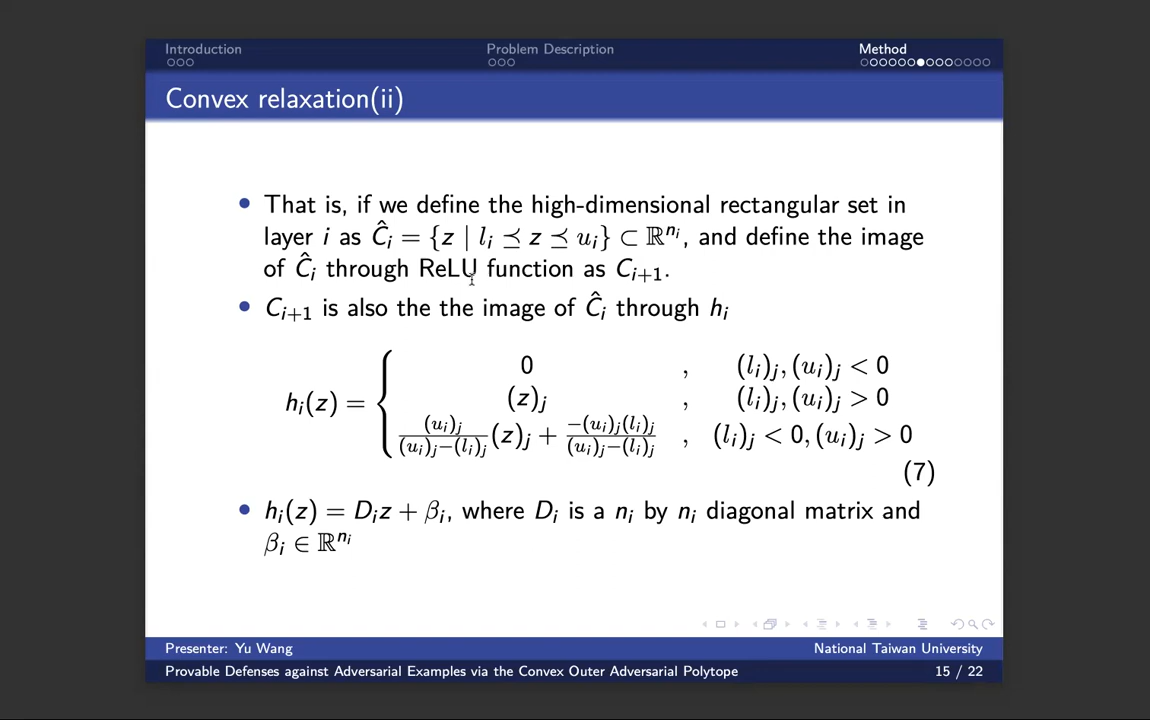 Introduction
Problem Description
Method
Convex relaxation(ii)
• That is, if we define the high-dimensional rectangular set in
layer i as Ĉ_i = {z | l_i ⪯ z ⪯ u_i} ⊂ ℝ^{n_i}, and define the image
of Ĉ_i through ReLU function as C_{i+1}.
• C_{i+1} is also the the image of Ĉ_i through h_i
h_i(z) = { 0 , (l_i)_j, (u_i)_j < 0
(z)_j , (l_i)_j, (u_i)_j > 0
\frac{(u_i)_j}{(u_i)_j−(l_i)_j}(z)_j + \frac{−(u_i)_j(l_i)_j}{(u_i)_j−(l_i)_j} , (l_i)_j < 0, (u_i)_j > 0
(7)
• h_i(z) = D_i z + β_i, where D_i is a n_i by n_i diagonal matrix and
β_i ∈ ℝ^{n_i}
Presenter: Yu Wang
National Taiwan University
Provable Defenses against Adversarial Examples via the Convex Outer Adversarial Polytope
15 / 22